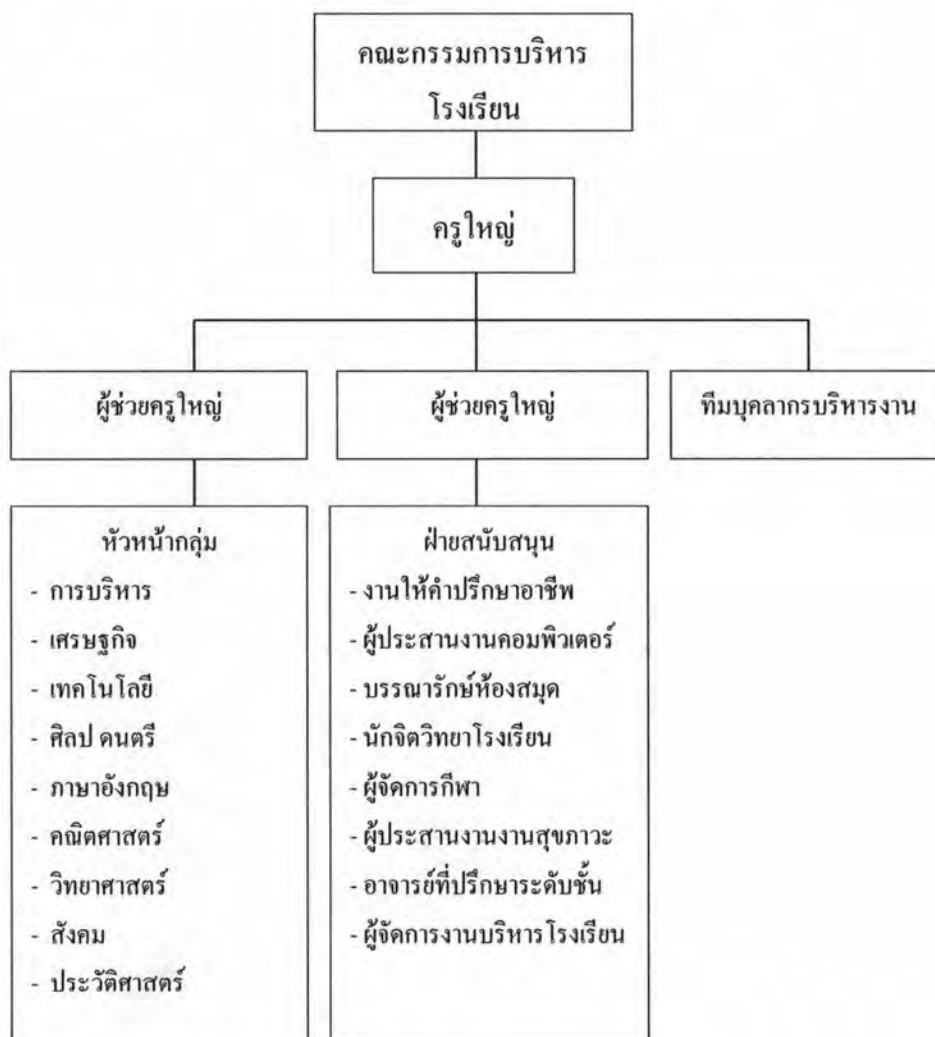 คณะกรรมการบริหาร
โรงเรียน
ครูใหญ่
ผู้ช่วยครูใหญ่
ผู้ช่วยครูใหญ่
ทีมบุคลากรบริหารงาน
หัวหน้ากลุ่ม
- การบริหาร
- เศรษฐกิจ
- เทคโนโลยี
- ศิลป ดนตรี
- ภาษาอังกฤษ
- คณิตศาสตร์
- วิทยาศาสตร์
- สังคม
- ประวัติศาสตร์
ฝ่ายสนับสนุน
- งานให้คำปรึกษาอาชีพ
- ผู้ประสานงานคอมพิวเตอร์
- บรรณารักษ์ห้องสมุด
- นักจิตวิทยาโรงเรียน
- ผู้จัดการกีฬา
- ผู้ประสานงานงานสุขภาวะ
- อาจารย์ที่ปรึกษาระดับชั้น
- ผู้จัดการงานบริหารโรงเรียน